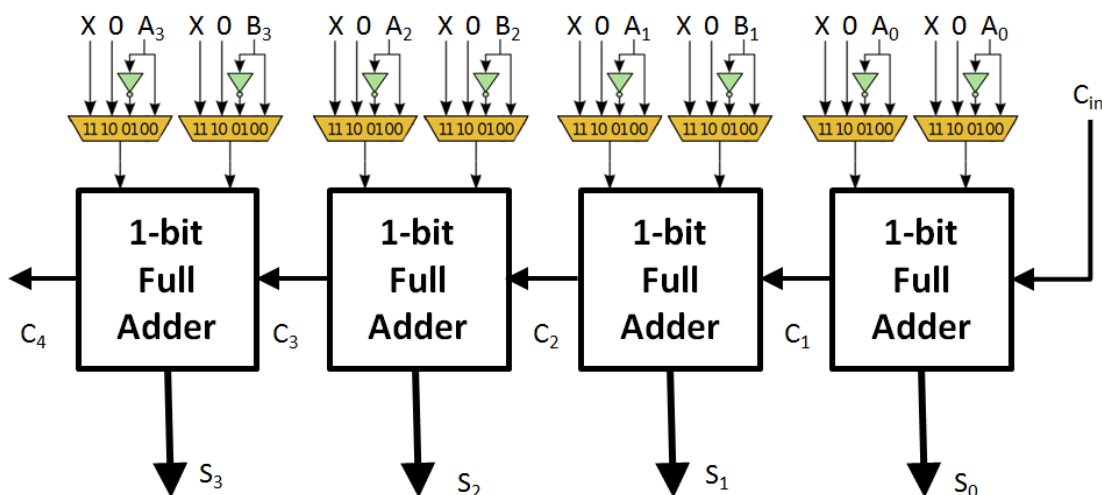 X 0 A₃ X 0 B₃ X 0 A₂ X 0 B₂ X 0 A₁ X 0 B₁ X 0 A₀ X 0 A₀
Cᵢₙ
11 10 01 00 11 10 01 00 11 10 01 00 11 10 01 00 11 10 01 00 11 10 01 00 11 10 01 00 11 10 01 00
1-bit Full Adder
1-bit Full Adder
1-bit Full Adder
1-bit Full Adder
C₄ C₃ C₂ C₁
S₃ S₂ S₁ S₀